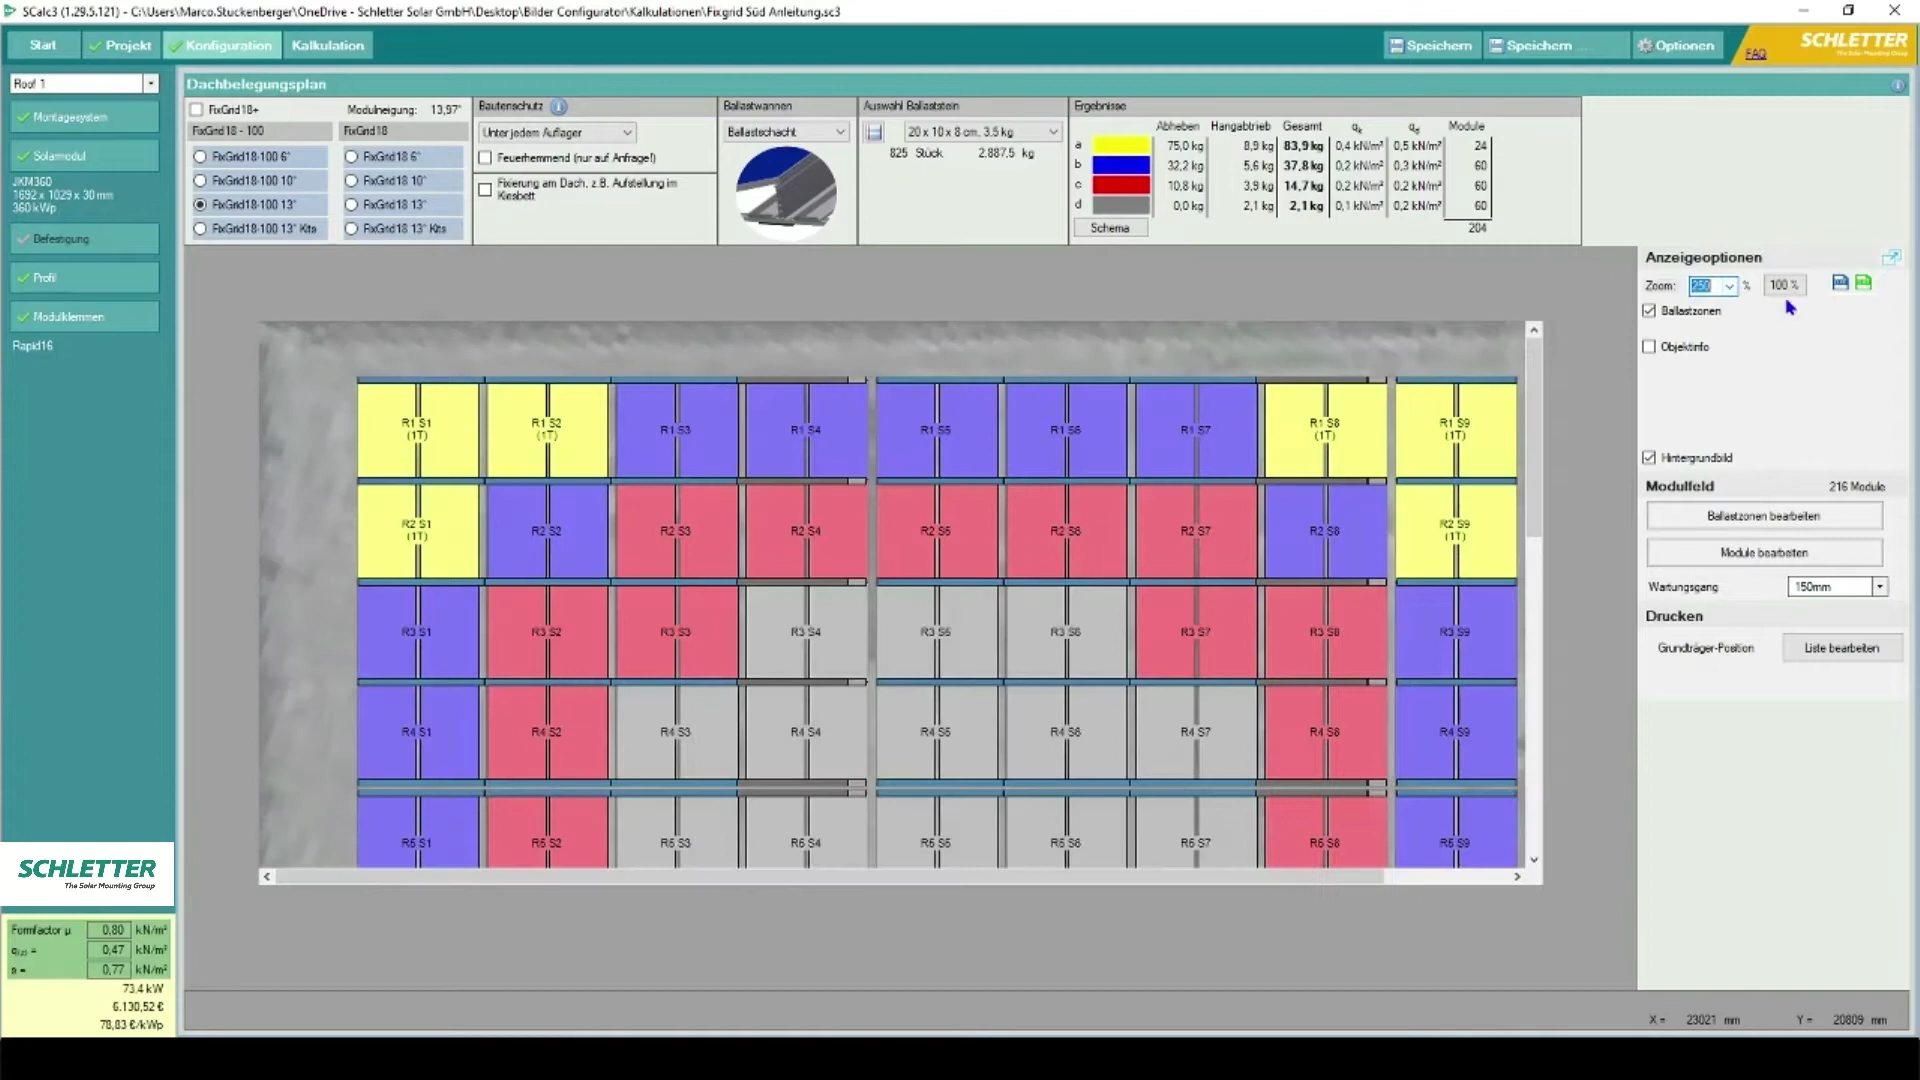 SCalc3 (1.29.5.121) - C:\Users\Marco.Stuckenberger\OneDrive - Schletter Solar GmbH\Desktop\Bilder Configurator\Kalkulationen\Fixgrid Süd Anleitung.sc3
Start
Projekt
Konfiguration
Kalkulation
Speichern
Speichern ...
Optionen
FAQ
SCHLETTER
The Solar Mounting Group
Roof 1
Montagesystem
Solarmodul
JKM360
1692 x 1029 x 30 mm
360 kWp
Befestigung
Profil
Modulklemmen
Rapid16
Dachbelegungsplan
FixGrid18+
Modulneigung: 13,97°
FixGrid18 - 100
FixGrid18
FixGrid18-100 6°
FixGrid18 6°
FixGrid18-100 10°
FixGrid18 10°
FixGrid18-100 13°
FixGrid18 13°
FixGrid18-100 13° Kits
FixGrid18 13° Kits
Bautenschutz
Unter jedem Auflager
Feuerhemmend (nur auf Anfrage!)
Fixierung am Dach, z.B. Aufstellung im
Kiesbett
Ballastwannen
Ballastschacht
Auswahl Ballaststein
20 x 10 x 8 cm, 3.5 kg
825 Stück 2.887,5 kg
Ergebnisse
Abheben Hangabtrieb Gesamt qk qd Module
a 75,0 kg 8,9 kg 83,9 kg 0,4 kN/m² 0,5 kN/m² 24
b 32,2 kg 5,6 kg 37,8 kg 0,2 kN/m² 0,3 kN/m² 60
c 10,8 kg 3,9 kg 14,7 kg 0,2 kN/m² 0,2 kN/m² 60
d 0,0 kg 2,1 kg 2,1 kg 0,1 kN/m² 0,2 kN/m² 60
Schema
204
Anzeigeoptionen
Zoom: 250 % 100 %
Ballastzonen
Objektinfo
Hintergrundbild
Modulfeld 216 Module
Ballastzonen bearbeiten
Module bearbeiten
Wartungsgang 150mm
Drucken
Grundträger-Position Liste bearbeiten
R1 S1 (1T) R1 S2 (1T) R1 S3 R1 S4 R1 S5 R1 S6 R1 S7 R1 S8 (1T) R1 S9 (1T)
R2 S1 (1T) R2 S2 R2 S3 R2 S4 R2 S5 R2 S6 R2 S7 R2 S8 R2 S9 (1T)
R3 S1 R3 S2 R3 S3 R3 S4 R3 S5 R3 S6 R3 S7 R3 S8 R3 S9
R4 S1 R4 S2 R4 S3 R4 S4 R4 S5 R4 S6 R4 S7 R4 S8 R4 S9
R5 S1 R5 S2 R5 S3 R5 S4 R5 S5 R5 S6 R5 S7 R5 S8 R5 S9
SCHLETTER
The Solar Mounting Group
Formfactor µ 0,80 kN/m²
q(z) = 0,47 kN/m²
s = 0,77 kN/m²
73,4 kW
6.130,52 €
78,83 €/kWp
X = 23021 mm Y = 20809 mm